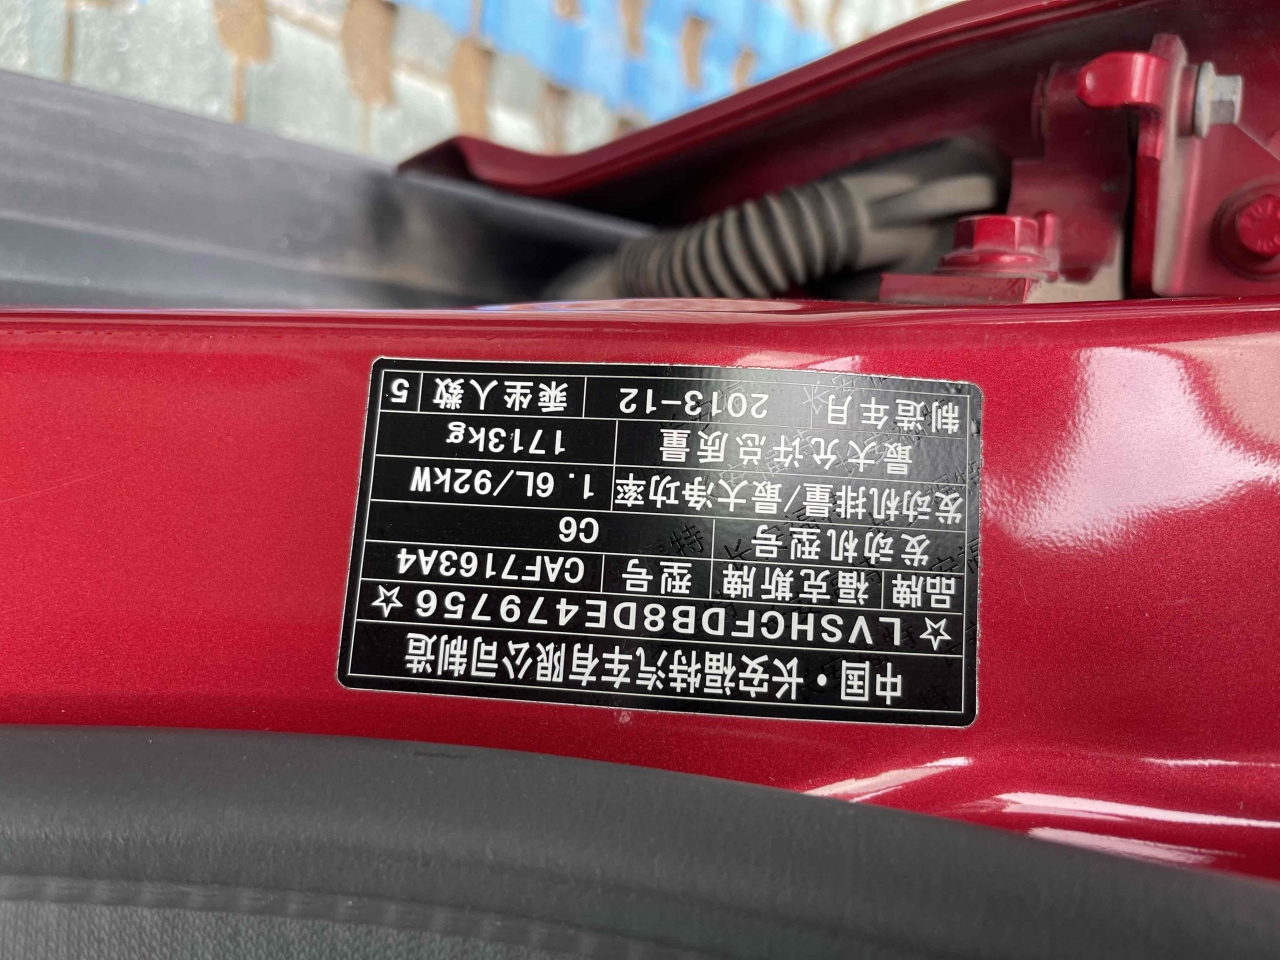 中国·长安福特汽车有限公司制造
☆LVSHCFDB8DE479756☆
品牌 福克斯牌 型号 CAF7163A4
发动机型号 C6
发动机排量/最大净功率 1.6L/92kW
最大允许总质量 1713kg
制造年月 2013-12 乘坐人数 5